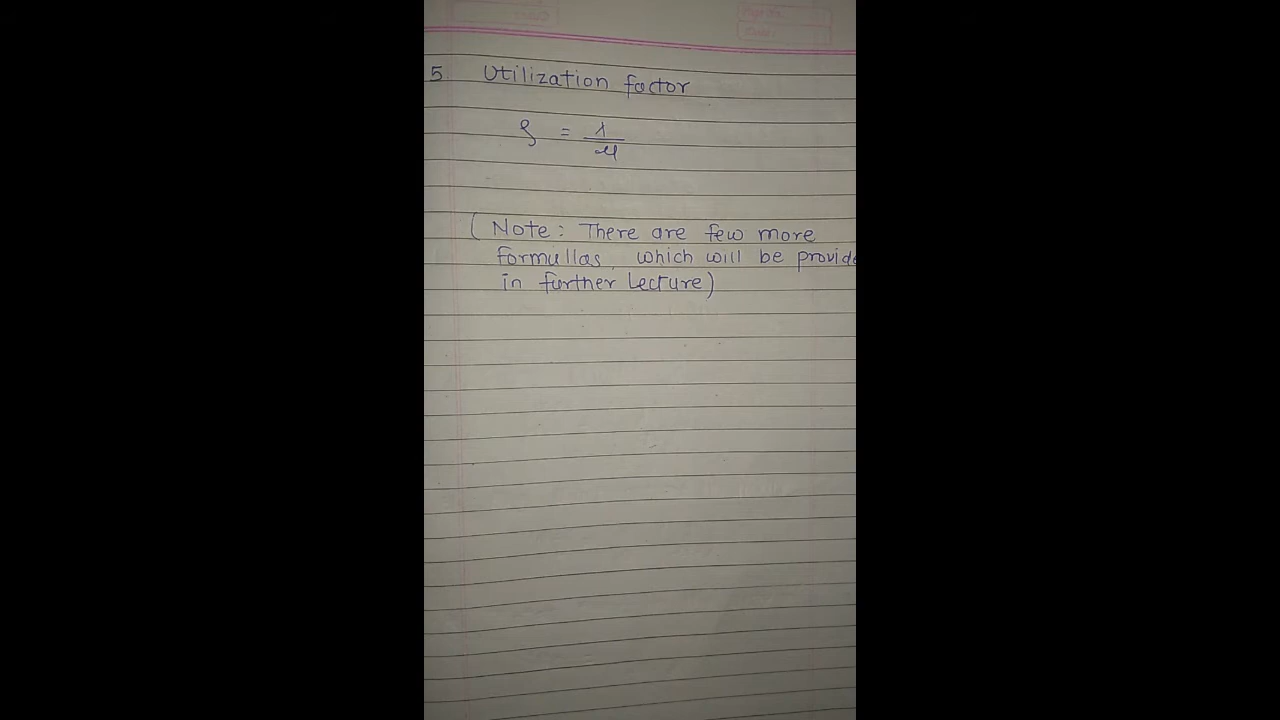 5. Utilization factor
ρ = λ/μ
(Note: There are few more
formullas, which will be provide
in further Lecture)